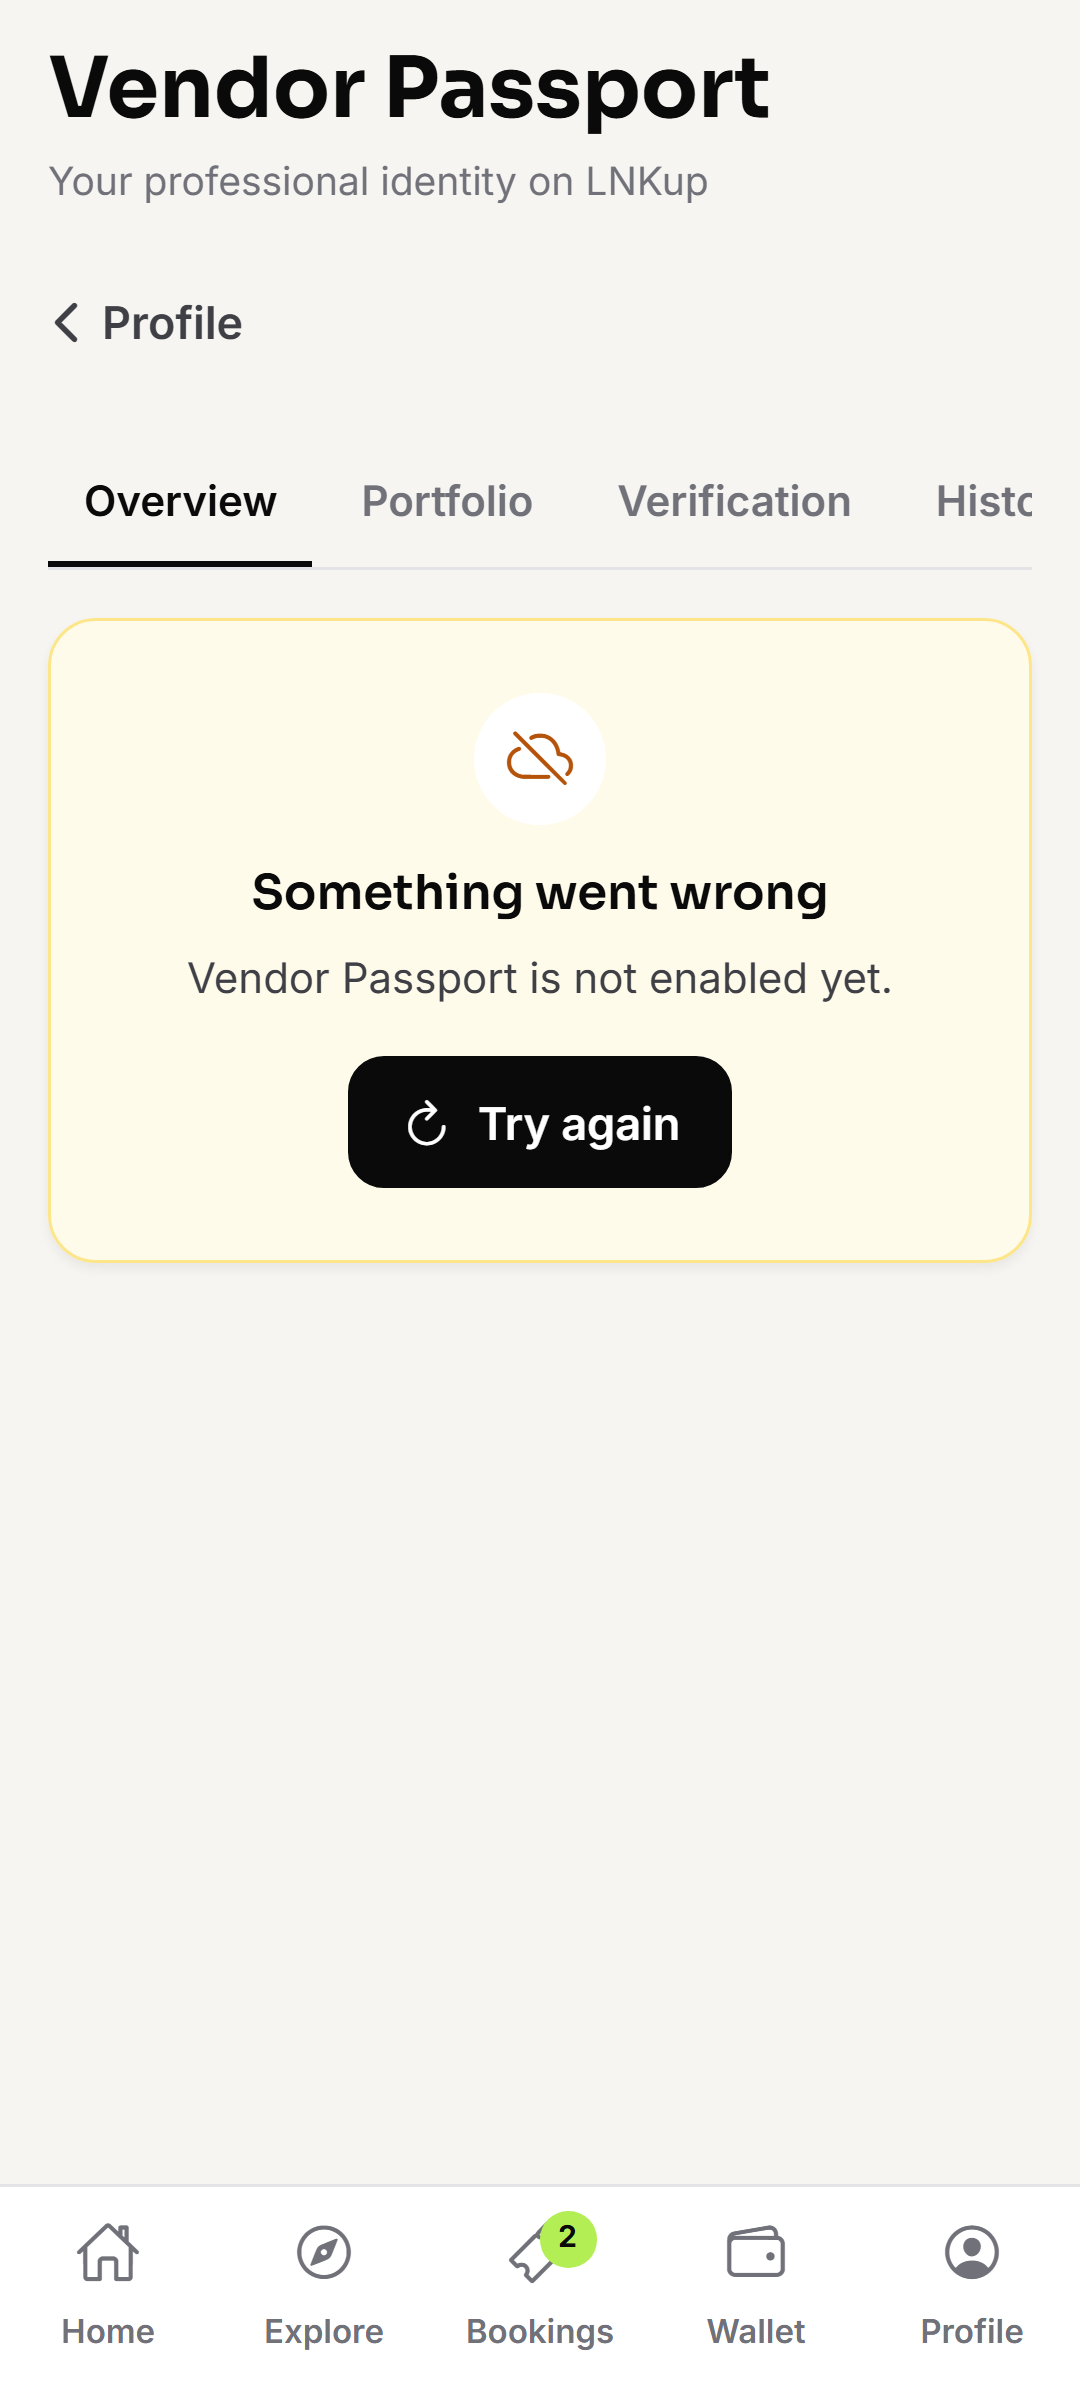 Vendor Passport
Your professional identity on LNKup
Profile
Overview Portfolio Verification Histo
Something went wrong
Vendor Passport is not enabled yet.
Try again
2
Home Explore Bookings Wallet Profile